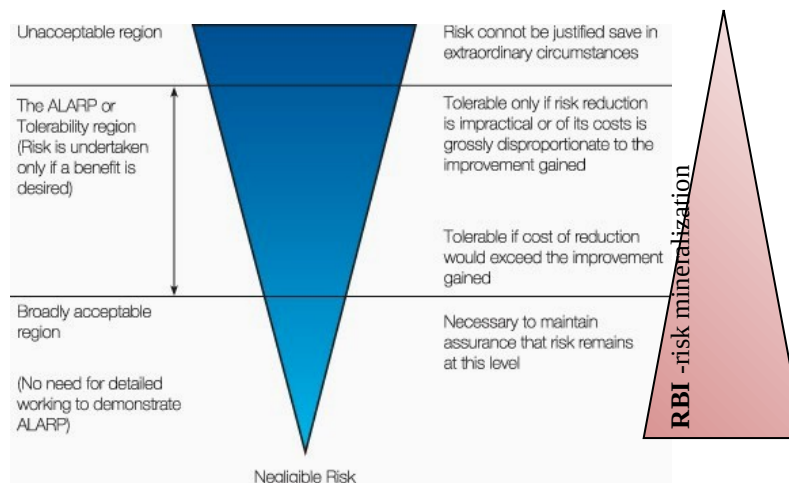 Unacceptable region
Risk connot be justified save in
extraordinary circumstances
The ALARP or
Tolerability region
(Risk is undertaken
only if a benefit is
desired)
Tolerable only if risk reduction
is impractical or of its costs is
grossly disproportionate to the
improvement gained
Tolerable if cost of reduction
would exceed the improvement
gained
Broadly acceptable
region
(No need for detailed
working to demonstrate
ALARP)
Necessary to maintain
assurance that risk remains
at this level
Negligible Risk
RBI -risk mineralization